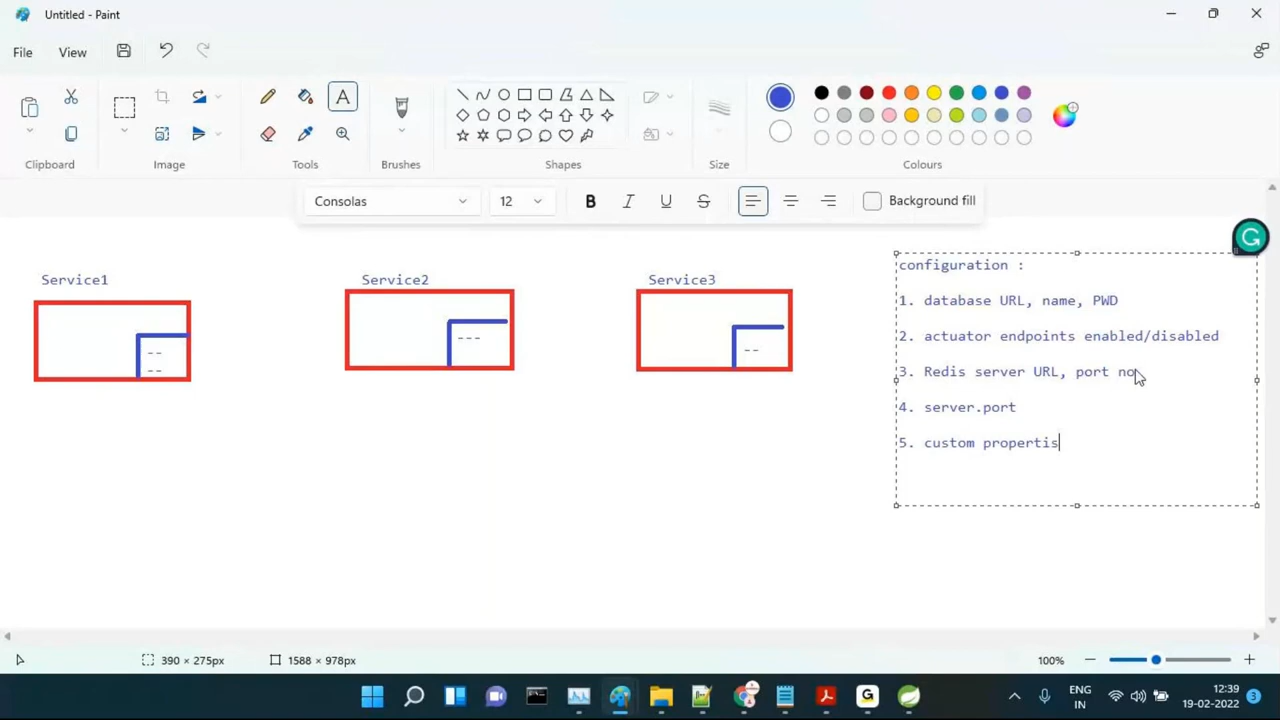 Untitled - Paint
File View
Clipboard Image Tools Brushes Shapes Size Colours
Consolas 12 B I U S Background fill
Service1 Service2 Service3
configuration :
1. database URL, name, PWD
2. actuator endpoints enabled/disabled
3. Redis server URL, port no
4. server.port
5. custom propertis
--
--
---
--
390 × 275px 1588 × 978px 100%
ENG
IN
12:39
19-02-2022
3